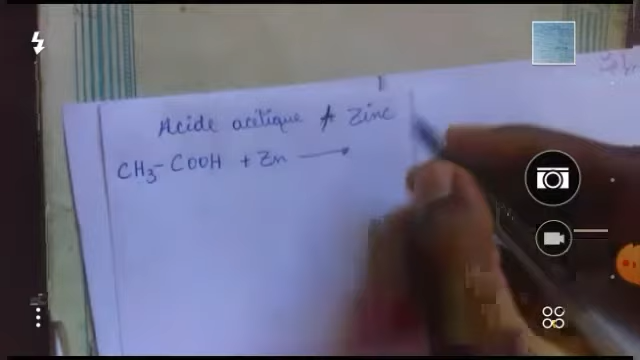 Acide acétique + Zinc
CH3-COOH + Zn →